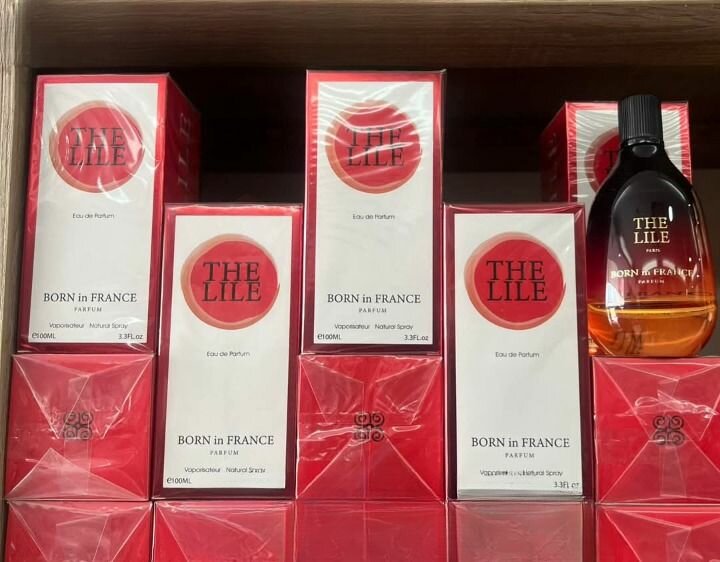 THE
LILE
Eau de Parfum
BORN in FRANCE
PARFUM
Vaporisateur Natural Spray
e100ML 3.3FL.oz
THE
LILE
Eau de Parfum
BORN in FRANCE
PARFUM
Vaporisateur Natural Spray
e100ML
THE
LILE
Eau de Parfum
BORN in FRANCE
PARFUM
Vaporisateur Natural Spray
e100ML 3.3FL.oz
THE
LILE
Eau de Parfum
BORN in FRANCE
PARFUM
Natural Spray
3.3FL oz
THE
LILE
PARIS
BORN in FRANCE